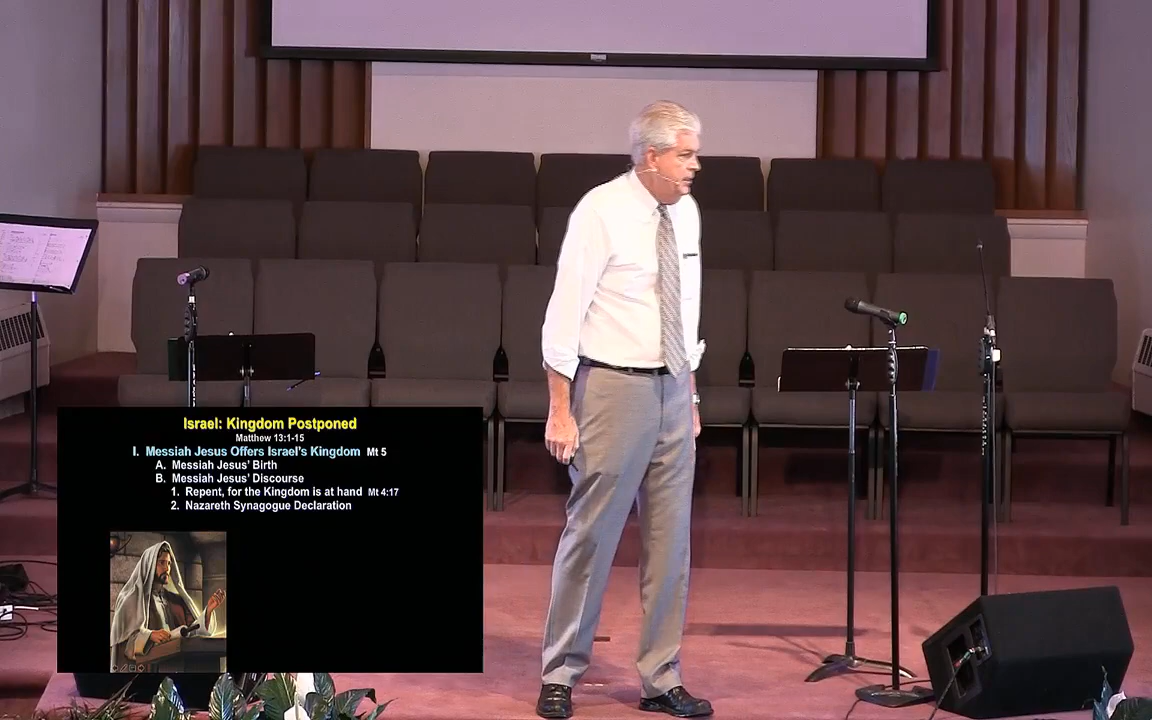 Israel: Kingdom Postponed
Matthew 13:1-15
I. Messiah Jesus Offers Israel's Kingdom Mt 5
A. Messiah Jesus' Birth
B. Messiah Jesus' Discourse
1. Repent, for the Kingdom is at hand Mt 4:17
2. Nazareth Synagogue Declaration